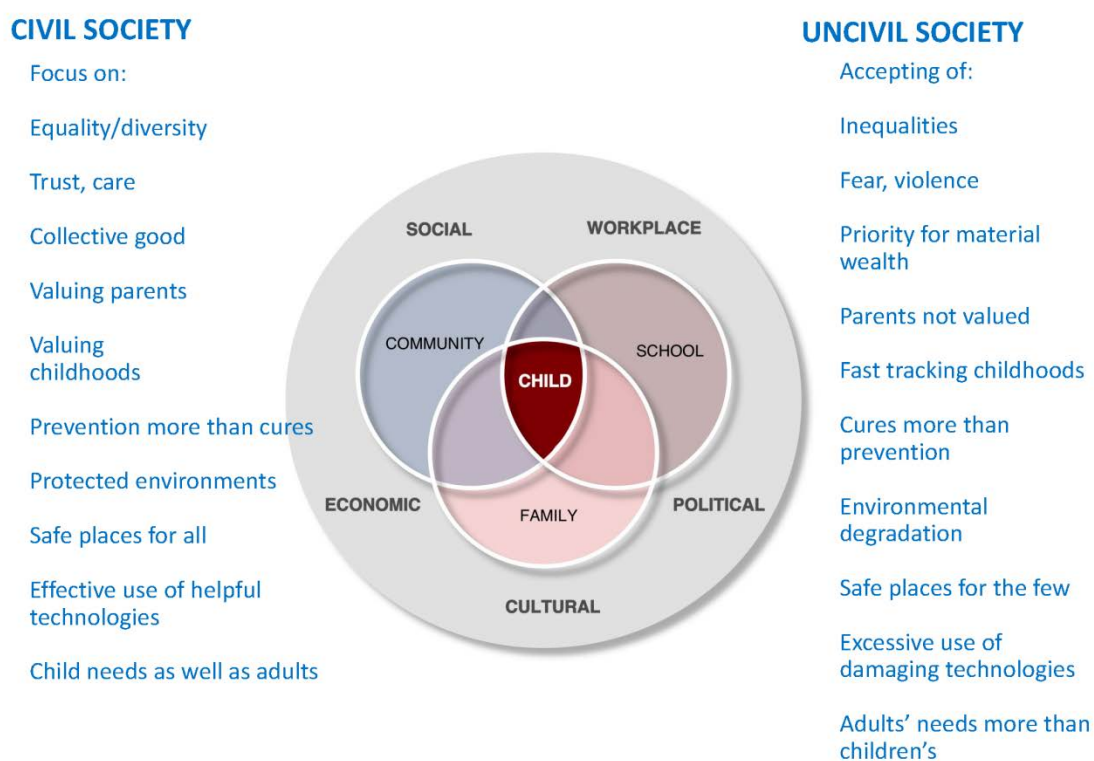 CIVIL SOCIETY
Focus on:
Equality/diversity
Trust, care
Collective good
Valuing parents
Valuing
childhoods
Prevention more than cures
Protected environments
Safe places for all
Effective use of helpful
technologies
Child needs as well as adults
SOCIAL
WORKPLACE
COMMUNITY
SCHOOL
CHILD
ECONOMIC
FAMILY
POLITICAL
CULTURAL
UNCIVIL SOCIETY
Accepting of:
Inequalities
Fear, violence
Priority for material
wealth
Parents not valued
Fast tracking childhoods
Cures more than
prevention
Environmental
degradation
Safe places for the few
Excessive use of
damaging technologies
Adults’ needs more than
children’s